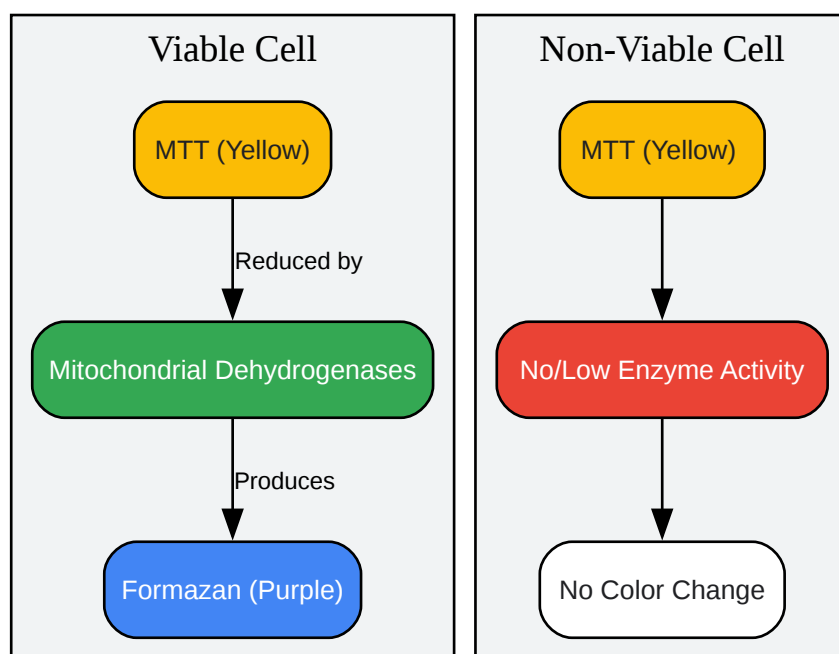 Viable Cell
MTT (Yellow)
Reduced by
Mitochondrial Dehydrogenases
Produces
Formazan (Purple)
Non-Viable Cell
MTT (Yellow)
No/Low Enzyme Activity
No Color Change